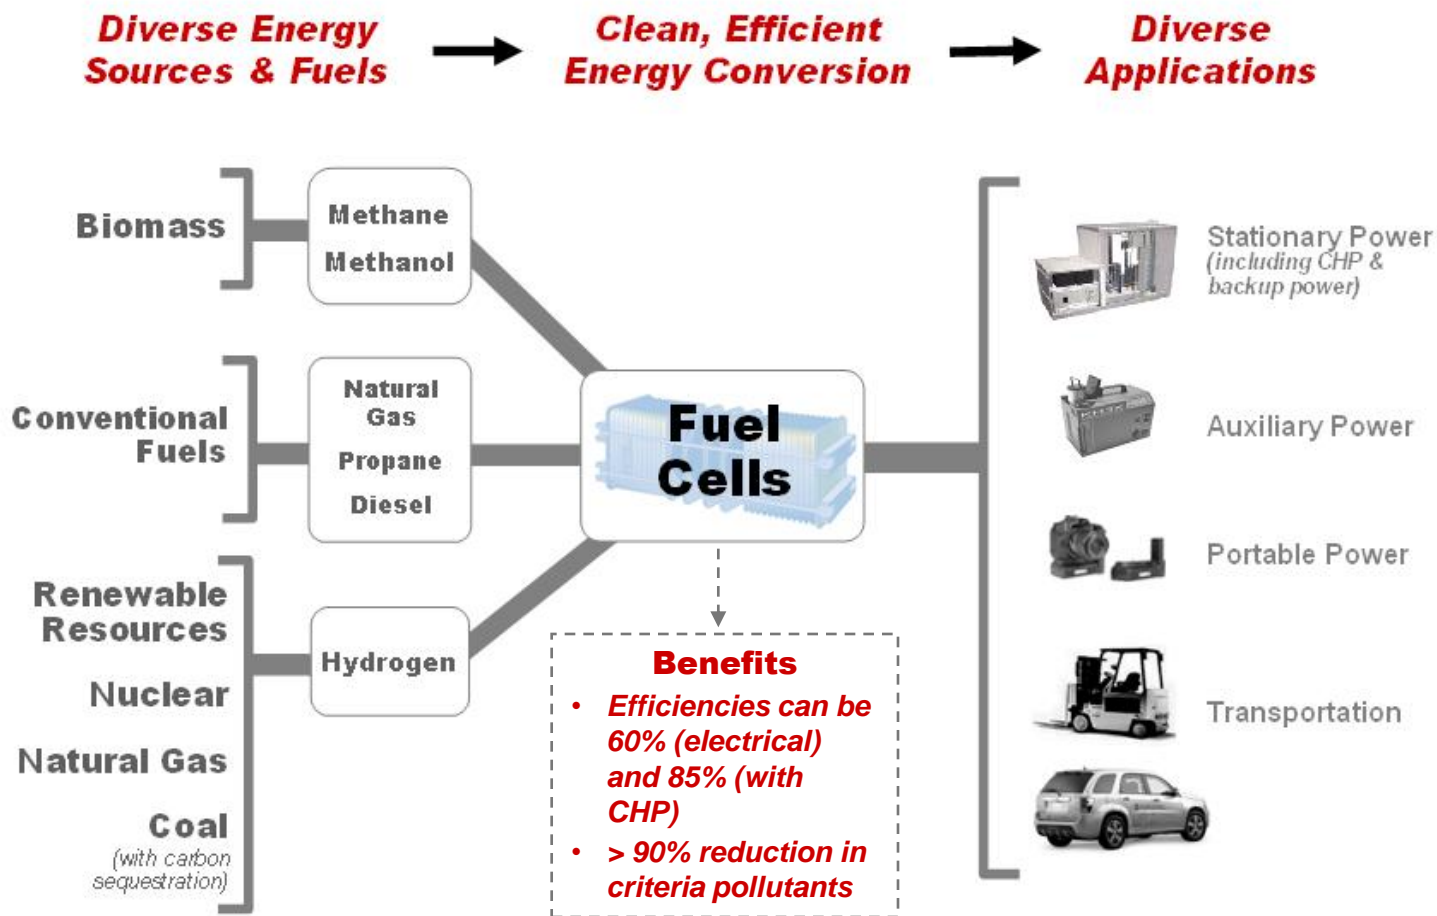 Diverse Energy
Sources & Fuels
Clean, Efficient
Energy Conversion
Diverse
Applications
Biomass
Methane
Methanol
Conventional
Fuels
Natural
Gas
Propane
Diesel
Renewable
Resources
Nuclear
Natural Gas
Coal
(with carbon
sequestration)
Hydrogen
Fuel
Cells
Benefits
• Efficiencies can be
60% (electrical)
and 85% (with
CHP)
• > 90% reduction in
criteria pollutants
Stationary Power
(including CHP &
backup power)
Auxiliary Power
Portable Power
Transportation